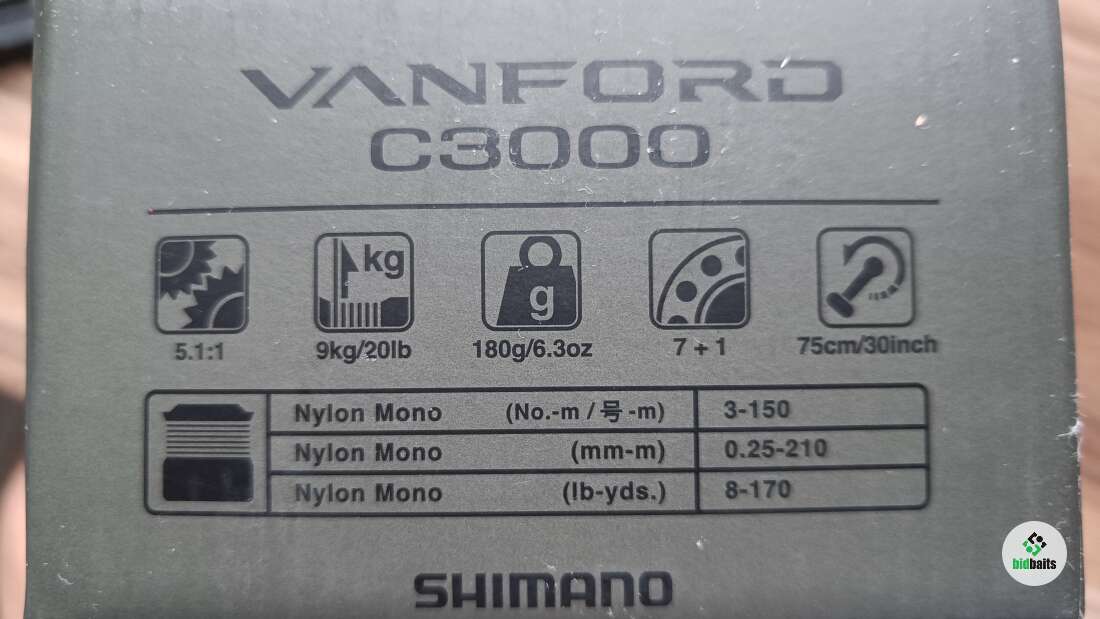 VANFORD
C3000
kg
g
5.1:1 9kg/20lb 180g/6.3oz 7 + 1 75cm/30inch
Nylon Mono (No.-m / 号 -m) 3-150
Nylon Mono (mm-m) 0.25-210
Nylon Mono (lb-yds.) 8-170
SHIMANO
bidbaits